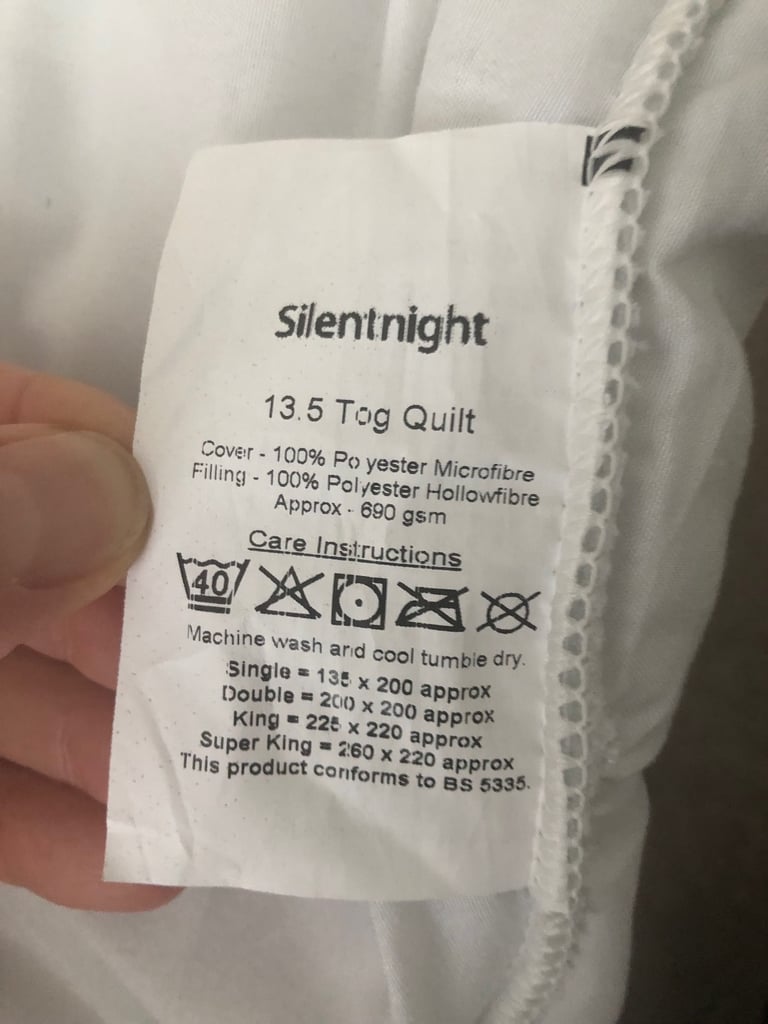 Silentnight
13.5 Tog Quilt
Cover - 100% Polyester Microfibre
Filling - 100% Polyester Hollowfibre
Approx - 690 gsm
Care Instructions
40
Machine wash and cool tumble dry.
Single = 135 x 200 approx
Double = 200 x 200 approx
King = 225 x 220 approx
Super King = 260 x 220 approx
This product conforms to BS 5335.